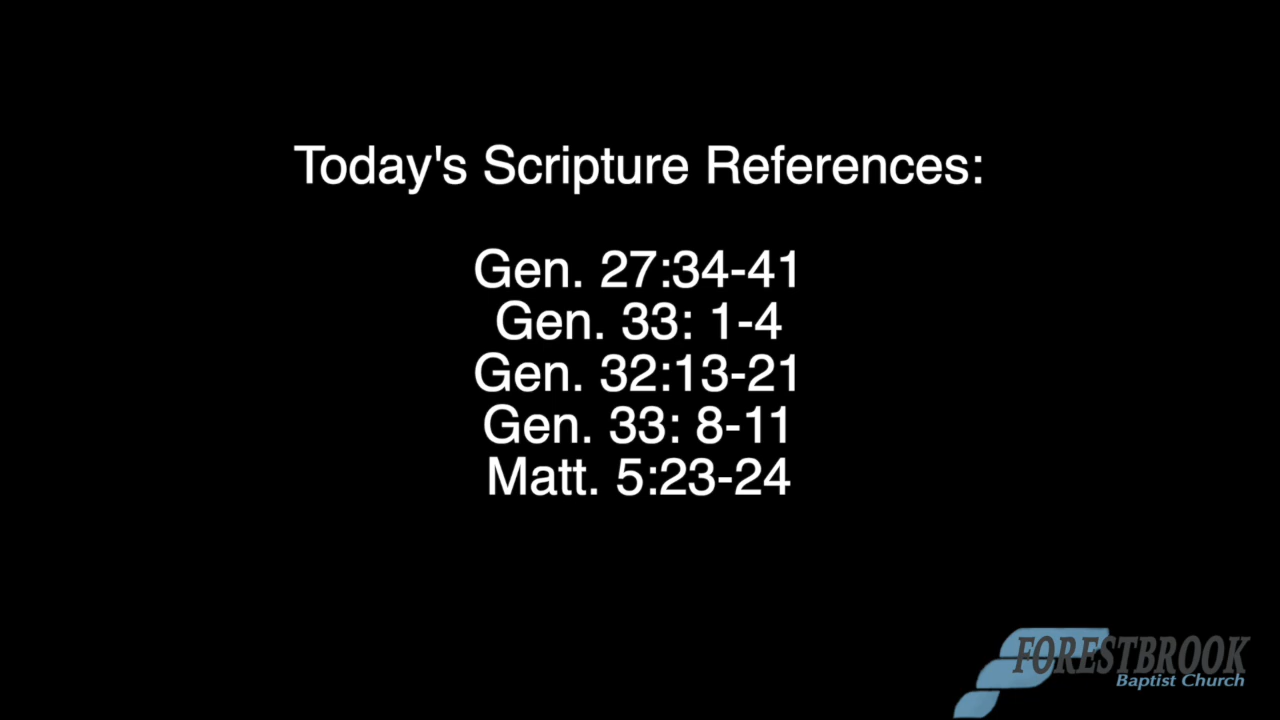 Today's Scripture References:
Gen. 27:34-41
Gen. 33: 1-4
Gen. 32:13-21
Gen. 33: 8-11
Matt. 5:23-24
FORESTBROOK
Baptist Church